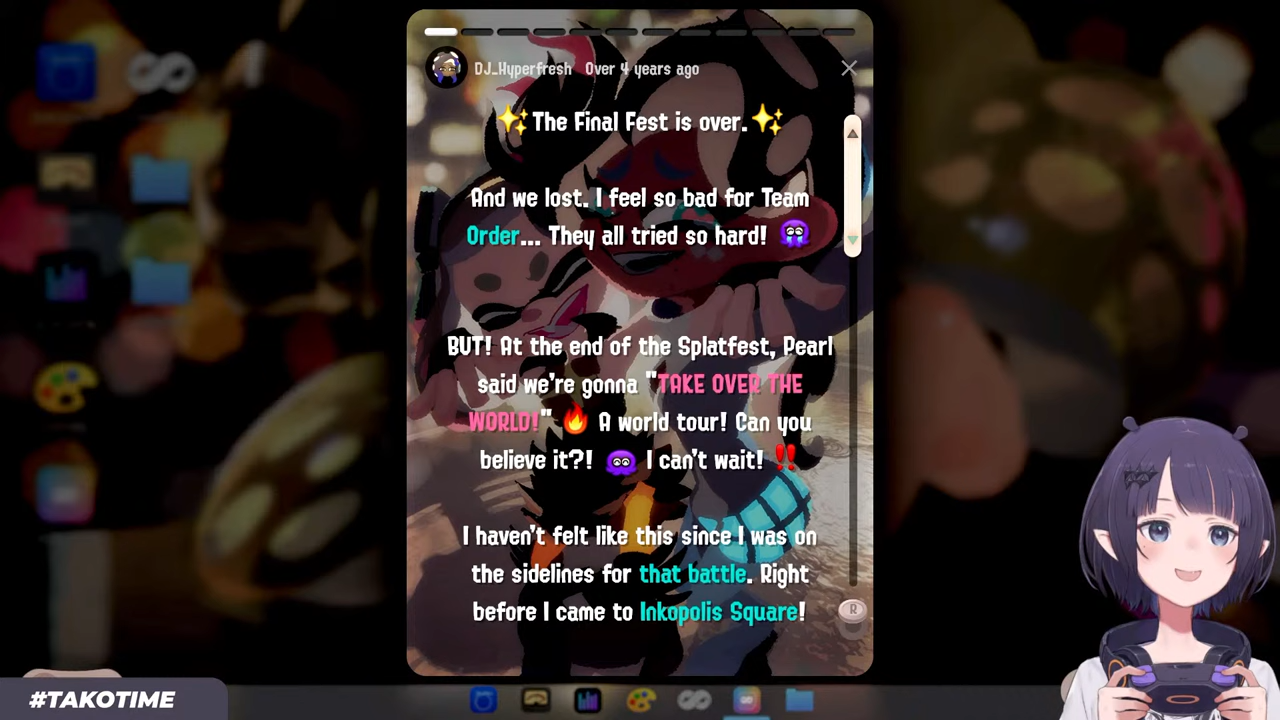 DJ_Hyperfresh Over 4 years ago
✨The Final Fest is over.✨
And we lost. I feel so bad for Team
Order... They all tried so hard!
BUT! At the end of the Splatfest, Pearl
said we're gonna "TAKE OVER THE
WORLD!" 🔥 A world tour! Can you
believe it?! I can't wait! ‼️
I haven't felt like this since I was on
the sidelines for that battle. Right
before I came to Inkopolis Square!
R
#TAKOTIME